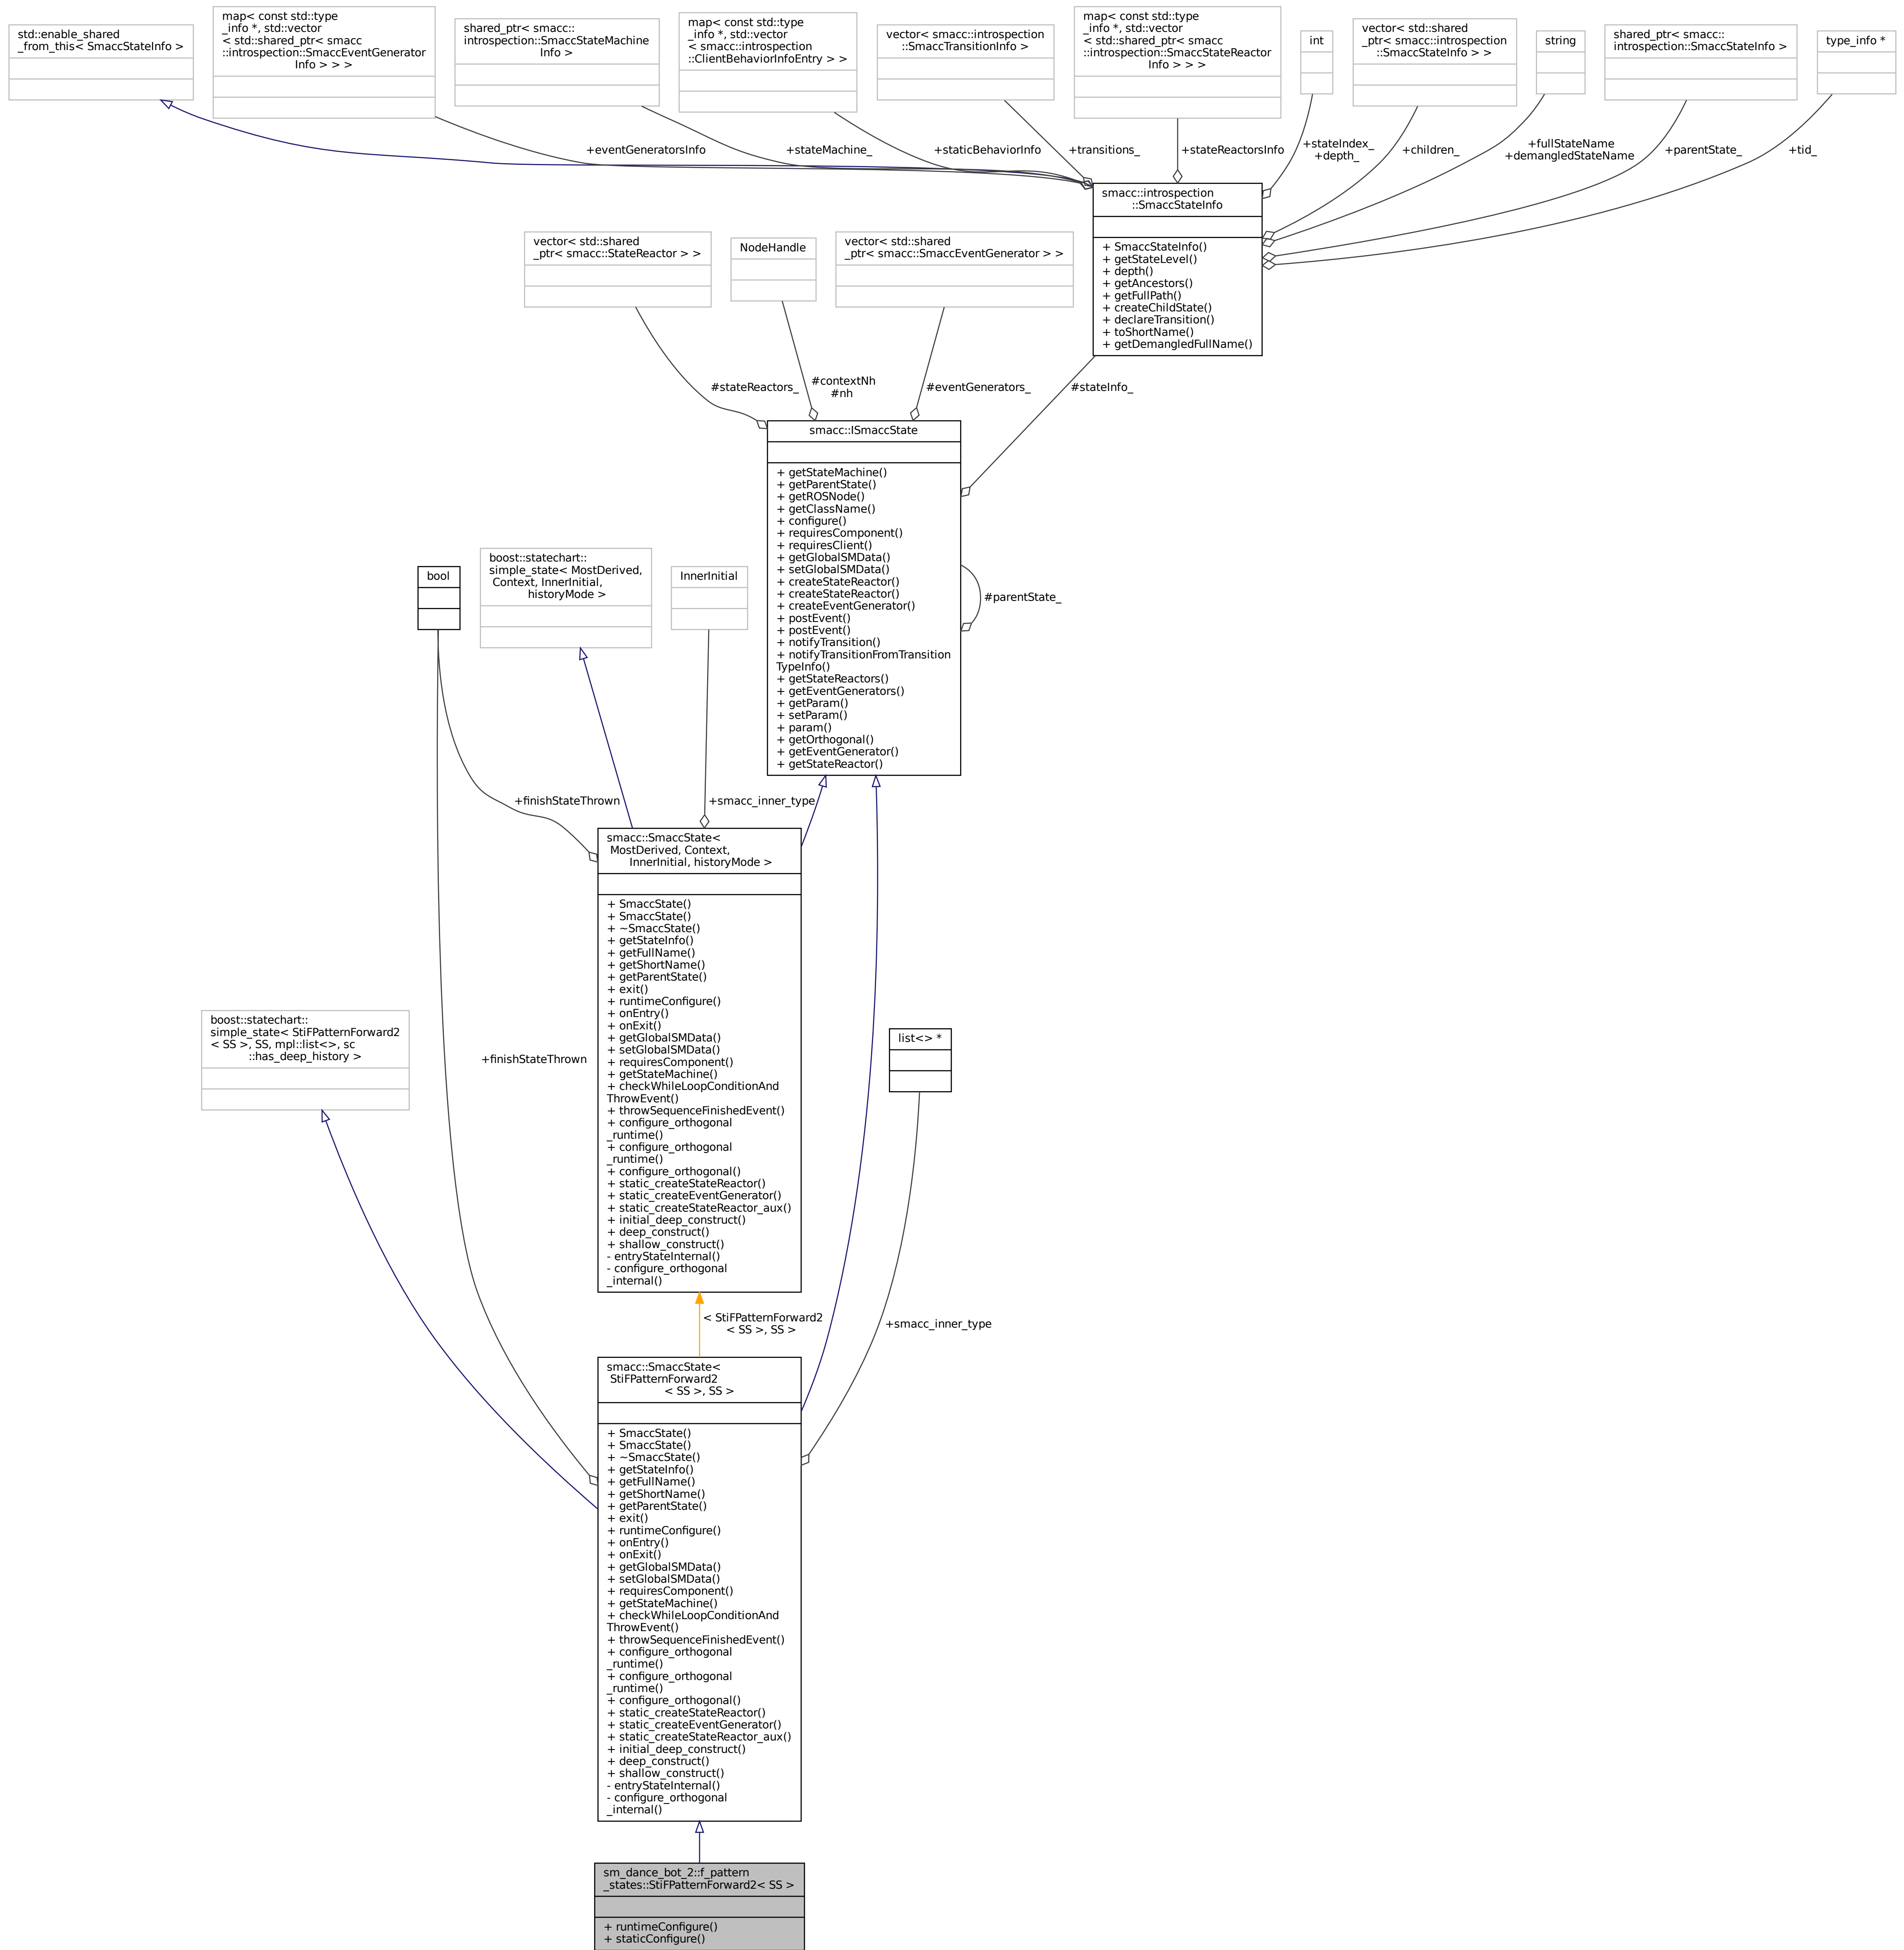 std::enable_shared
_from_this< SmaccStateInfo >
map< const std::type
_info *, std::vector
< std::shared_ptr< smacc
::introspection::SmaccEventGenerator
Info > > >
shared_ptr< smacc::
introspection::SmaccStateMachine
Info >
map< const std::type
_info *, std::vector
< smacc::introspection
::ClientBehaviorInfoEntry > >
vector< smacc::introspection
::SmaccTransitionInfo >
map< const std::type
_info *, std::vector
< std::shared_ptr< smacc
::introspection::SmaccStateReactor
Info > > >
int
vector< std::shared
_ptr< smacc::introspection
::SmaccStateInfo > >
string
shared_ptr< smacc::
introspection::SmaccStateInfo >
type_info *
+eventGeneratorsInfo
+stateMachine_
+staticBehaviorInfo
+transitions_
+stateReactorsInfo
+stateIndex_
+depth_
+children_
+fullStateName
+demangledStateName
+parentState_
+tid_
smacc::introspection
::SmaccStateInfo
+ SmaccStateInfo()
+ getStateLevel()
+ depth()
+ getAncestors()
+ getFullPath()
+ createChildState()
+ declareTransition()
+ toShortName()
+ getDemangledFullName()
vector< std::shared
_ptr< smacc::StateReactor > >
NodeHandle
vector< std::shared
_ptr< smacc::SmaccEventGenerator > >
#stateReactors_
#contextNh
#nh
#eventGenerators_
#stateInfo_
smacc::ISmaccState
+ getStateMachine()
+ getParentState()
+ getROSNode()
+ getClassName()
+ configure()
+ requiresComponent()
+ requiresClient()
+ getGlobalSMData()
+ setGlobalSMData()
+ createStateReactor()
+ createStateReactor()
+ createEventGenerator()
+ postEvent()
+ postEvent()
+ notifyTransition()
+ notifyTransitionFromTransition
TypeInfo()
+ getStateReactors()
+ getEventGenerators()
+ getParam()
+ setParam()
+ param()
+ getOrthogonal()
+ getEventGenerator()
+ getStateReactor()
#parentState_
bool
boost::statechart::
simple_state< MostDerived,
Context, InnerInitial,
historyMode >
InnerInitial
+finishStateThrown
+smacc_inner_type
smacc::SmaccState<
MostDerived, Context,
InnerInitial, historyMode >
+ SmaccState()
+ SmaccState()
+ ~SmaccState()
+ getStateInfo()
+ getFullName()
+ getShortName()
+ getParentState()
+ exit()
+ runtimeConfigure()
+ onEntry()
+ onExit()
+ getGlobalSMData()
+ setGlobalSMData()
+ requiresComponent()
+ getStateMachine()
+ checkWhileLoopConditionAnd
ThrowEvent()
+ throwSequenceFinishedEvent()
+ configure_orthogonal
_runtime()
+ configure_orthogonal
_runtime()
+ configure_orthogonal()
+ static_createStateReactor()
+ static_createEventGenerator()
+ static_createStateReactor_aux()
+ initial_deep_construct()
+ deep_construct()
+ shallow_construct()
- entryStateInternal()
- configure_orthogonal
_internal()
boost::statechart::
simple_state< StiFPatternForward2
< SS >, SS, mpl::list<>, sc
::has_deep_history >
+finishStateThrown
list<> *
< StiFPatternForward2
< SS >, SS >
+smacc_inner_type
smacc::SmaccState<
StiFPatternForward2
< SS >, SS >
+ SmaccState()
+ SmaccState()
+ ~SmaccState()
+ getStateInfo()
+ getFullName()
+ getShortName()
+ getParentState()
+ exit()
+ runtimeConfigure()
+ onEntry()
+ onExit()
+ getGlobalSMData()
+ setGlobalSMData()
+ requiresComponent()
+ getStateMachine()
+ checkWhileLoopConditionAnd
ThrowEvent()
+ throwSequenceFinishedEvent()
+ configure_orthogonal
_runtime()
+ configure_orthogonal
_runtime()
+ configure_orthogonal()
+ static_createStateReactor()
+ static_createEventGenerator()
+ static_createStateReactor_aux()
+ initial_deep_construct()
+ deep_construct()
+ shallow_construct()
- entryStateInternal()
- configure_orthogonal
_internal()
sm_dance_bot_2::f_pattern
_states::StiFPatternForward2< SS >
+ runtimeConfigure()
+ staticConfigure()